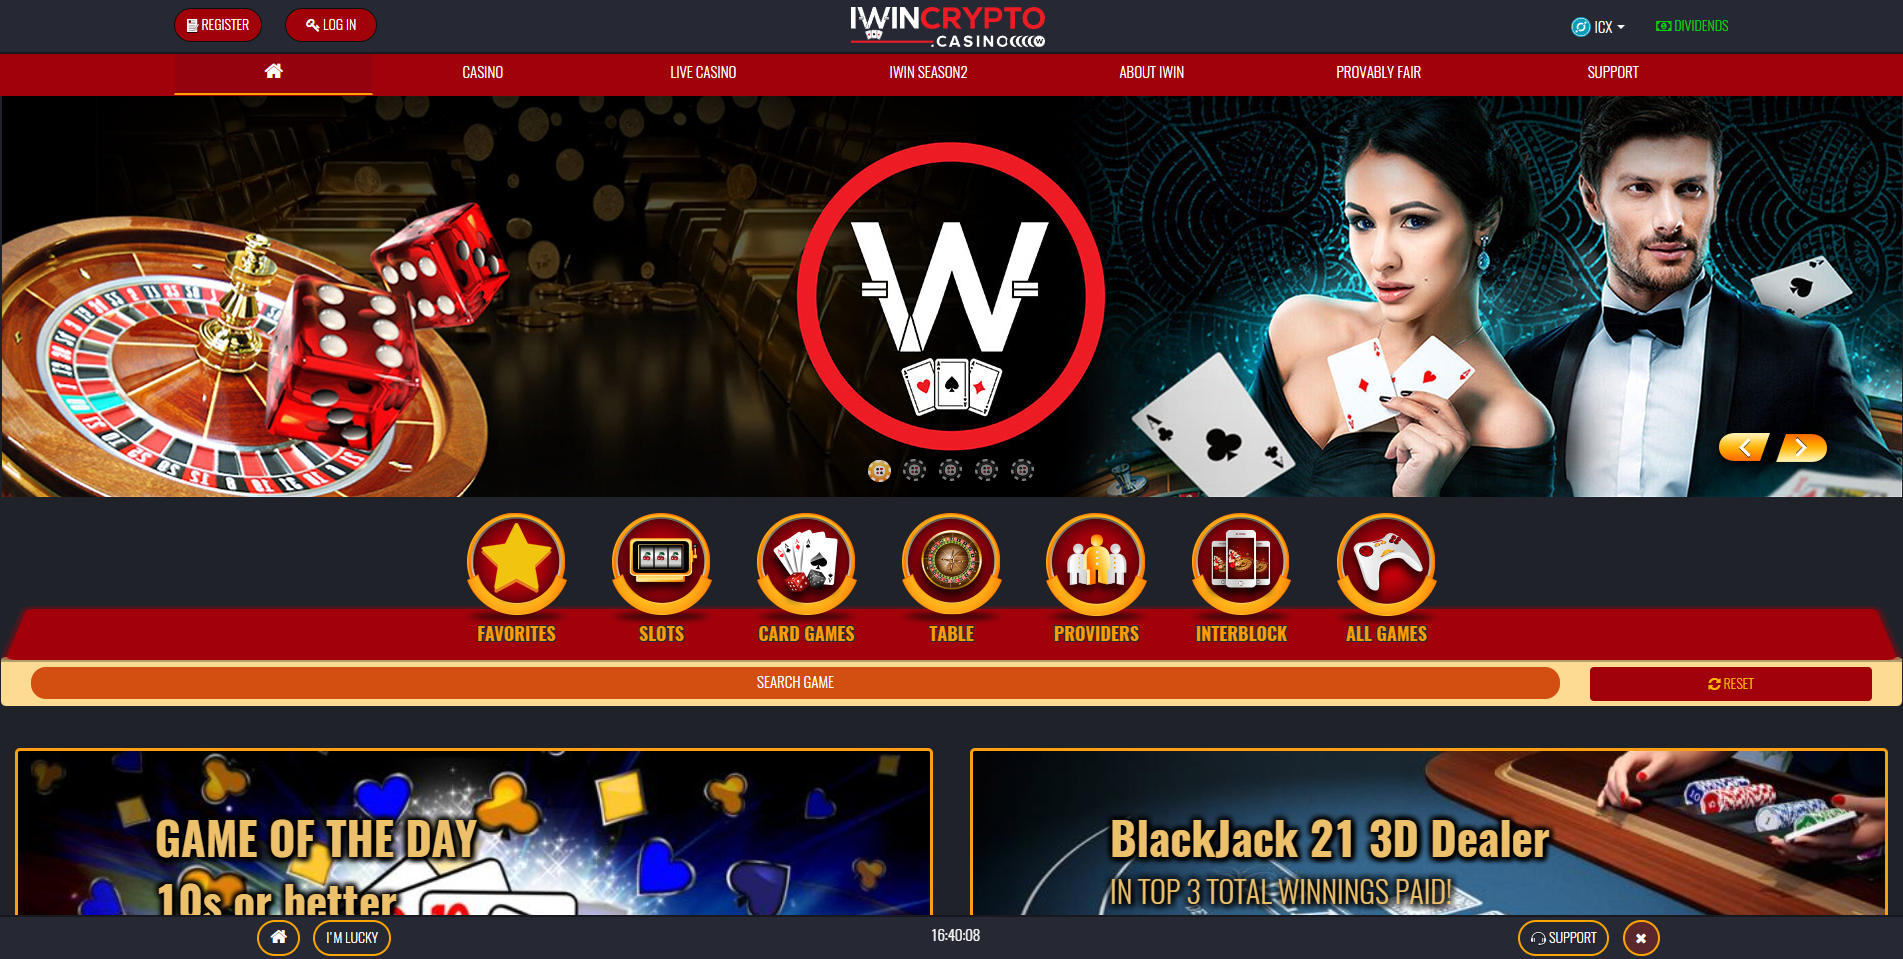 REGISTER
LOG IN
IWINCRYPTO
.CASINO
ICX
DIVIDENDS
CASINO
LIVE CASINO
IWIN SEASON2
ABOUT IWIN
PROVABLY FAIR
SUPPORT
W
FAVORITES
SLOTS
CARD GAMES
TABLE
PROVIDERS
INTERBLOCK
ALL GAMES
SEARCH GAME
RESET
GAME OF THE DAY
10s or better
BlackJack 21 3D Dealer
IN TOP 3 TOTAL WINNINGS PAID!
I'M LUCKY
16:40:08
SUPPORT